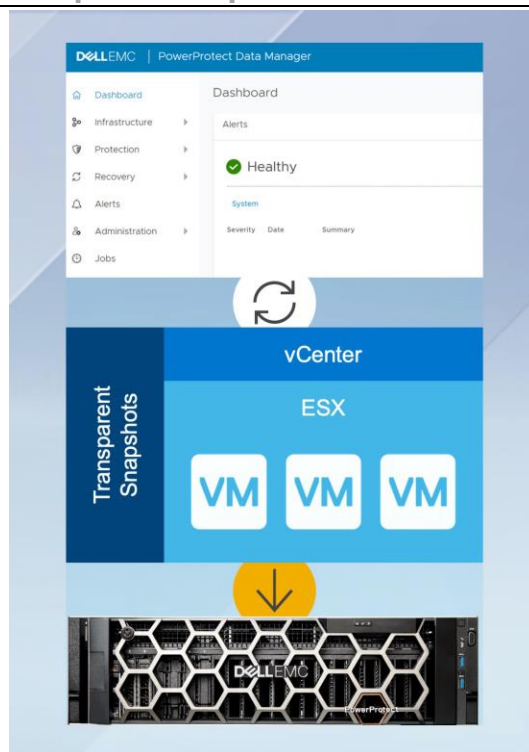 DELLEMC | PowerProtect Data Manager
Dashboard
Infrastructure
Protection
Recovery
Alerts
Administration
Jobs
Dashboard
Alerts
Healthy
System
Severity Date Summary
Transparent
Snapshots
vCenter
ESX
VM VM VM
DELLEMC
PowerProtect